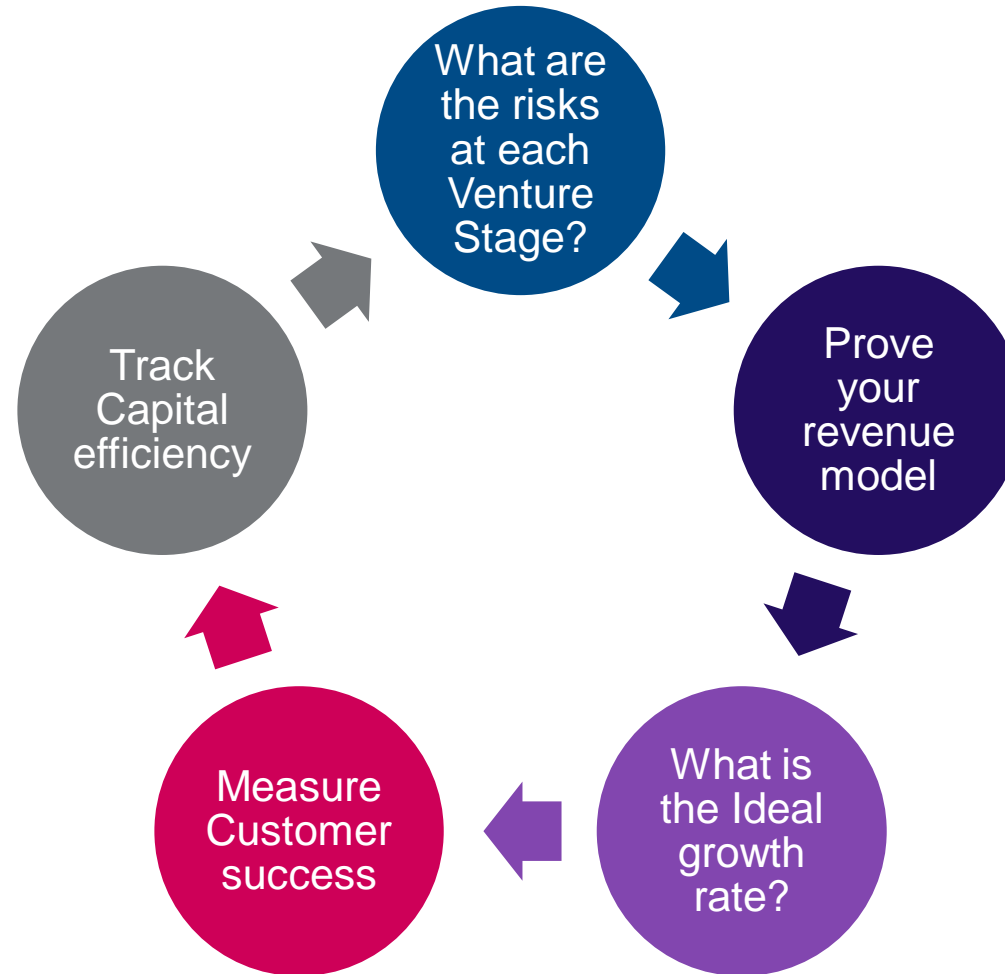 What are
the risks
at each
Venture
Stage?
Prove
your
revenue
model
What is
the Ideal
growth
rate?
Measure
Customer
success
Track
Capital
efficiency